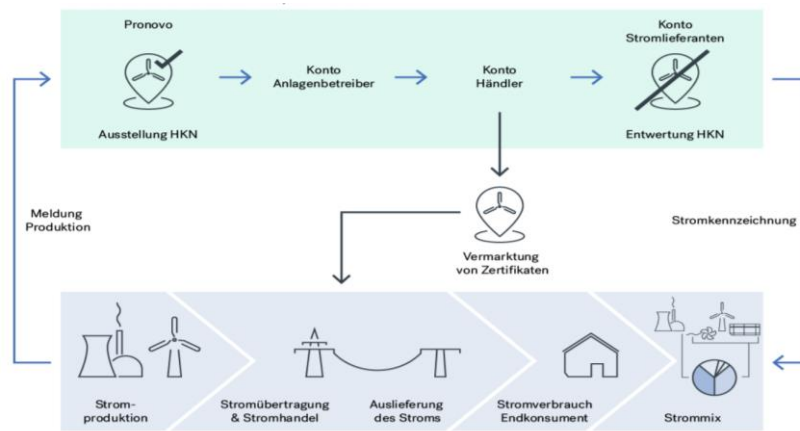 Pronovo
Ausstellung HKN
Konto
Anlagenbetreiber
Konto
Händler
Konto
Stromlieferanten
Entwertung HKN
Meldung
Produktion
Vermarktung
von Zertifikaten
Stromkennzeichnung
Strom-
produktion
Stromübertragung
& Stromhandel
Auslieferung
des Stroms
Stromverbrauch
Endkonsument
Strommix